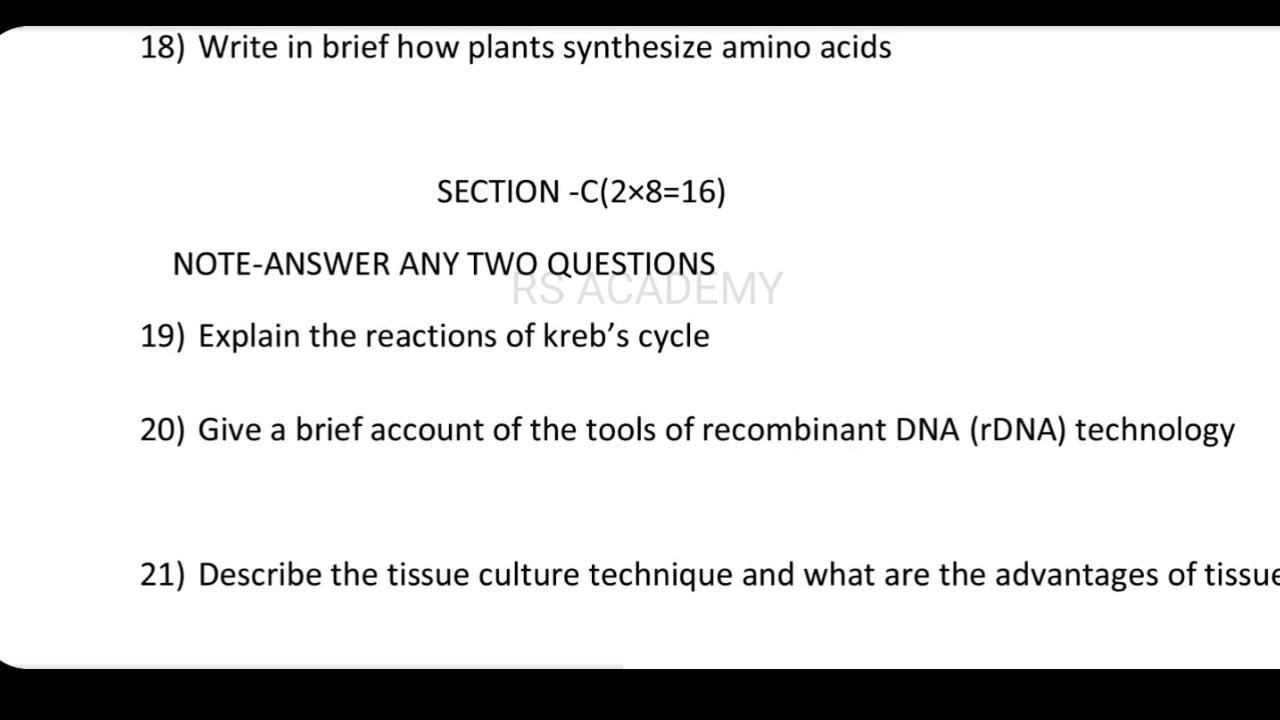 18) Write in brief how plants synthesize amino acids
SECTION -C(2×8=16)
NOTE-ANSWER ANY TWO QUESTIONS
RS ACADEMY
19) Explain the reactions of kreb’s cycle
20) Give a brief account of the tools of recombinant DNA (rDNA) technology
21) Describe the tissue culture technique and what are the advantages of tissue